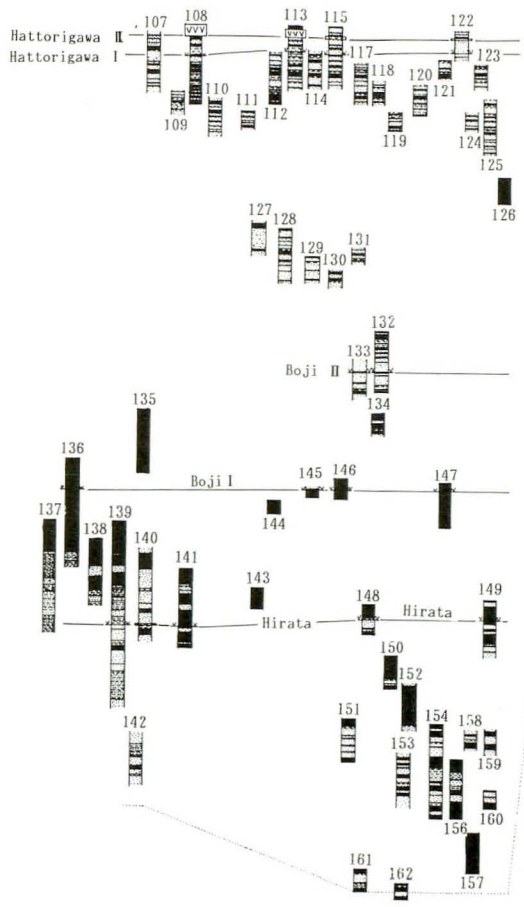 107 108 113 115 122
Hattorigawa II
Hattorigawa I
117 118 120 121 123
109 110 111 112 114
119 124
125
126
127 128 129 130 131
132
133
Boji II
134
135
136
Boji I
145 146 147
144
137 138 139 140 141
143
148 149
Hirata Hirata
150
152
151 154 158
153 159
142
160
156
157
161 162